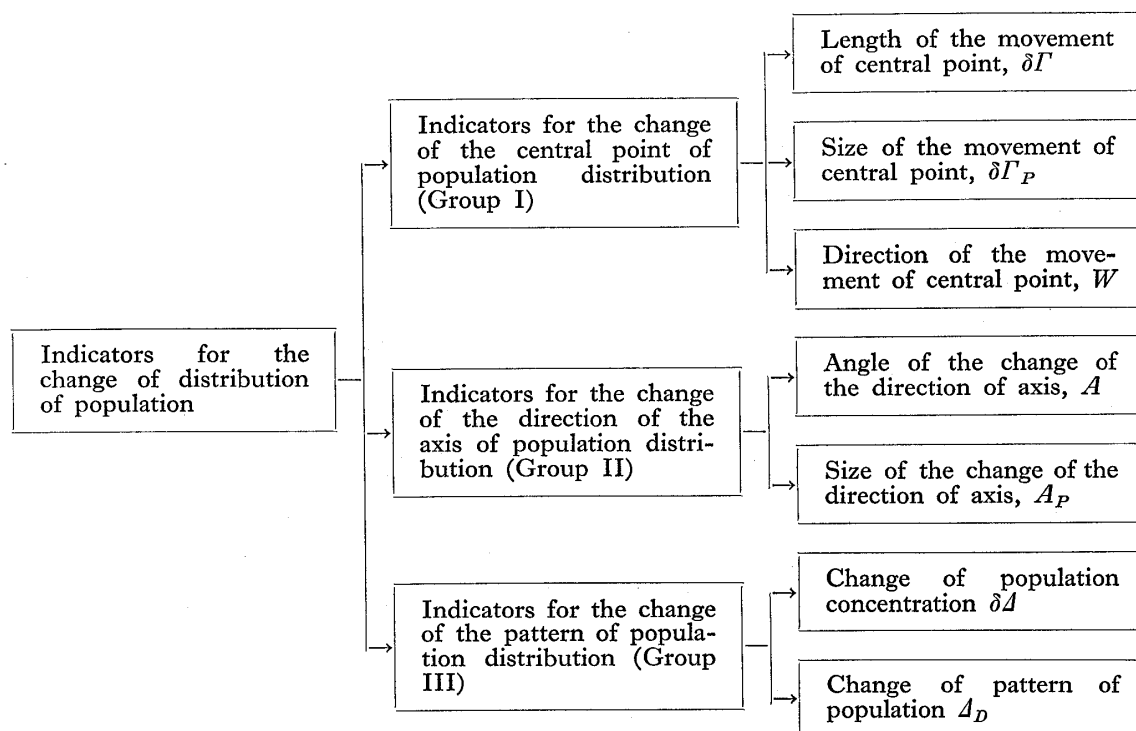 Indicators for the
change of distribution
of population
Indicators for the change
of the central point of
population distribution
(Group I)
Length of the movement
of central point, δΓ
Size of the movement of
central point, δΓ_P
Direction of the move-
ment of central point, W
Indicators for the change
of the direction of the
axis of population distri-
bution (Group II)
Angle of the change of
the direction of axis, A
Size of the change of the
direction of axis, A_P
Indicators for the change
of the pattern of popula-
tion distribution (Group
III)
Change of population
concentration δΔ
Change of pattern of
population Δ_D